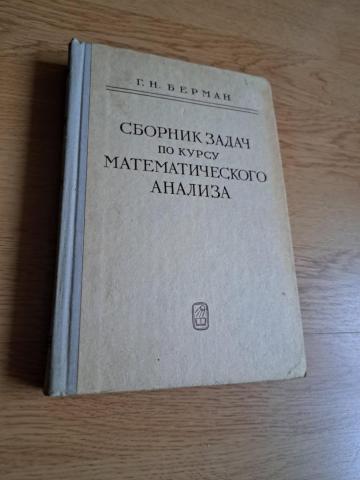 Г. Н. БЕРМАН
СБОРНИК ЗАДАЧ
ПО КУРСУ
МАТЕМАТИЧЕСКОГО
АНАЛИЗА